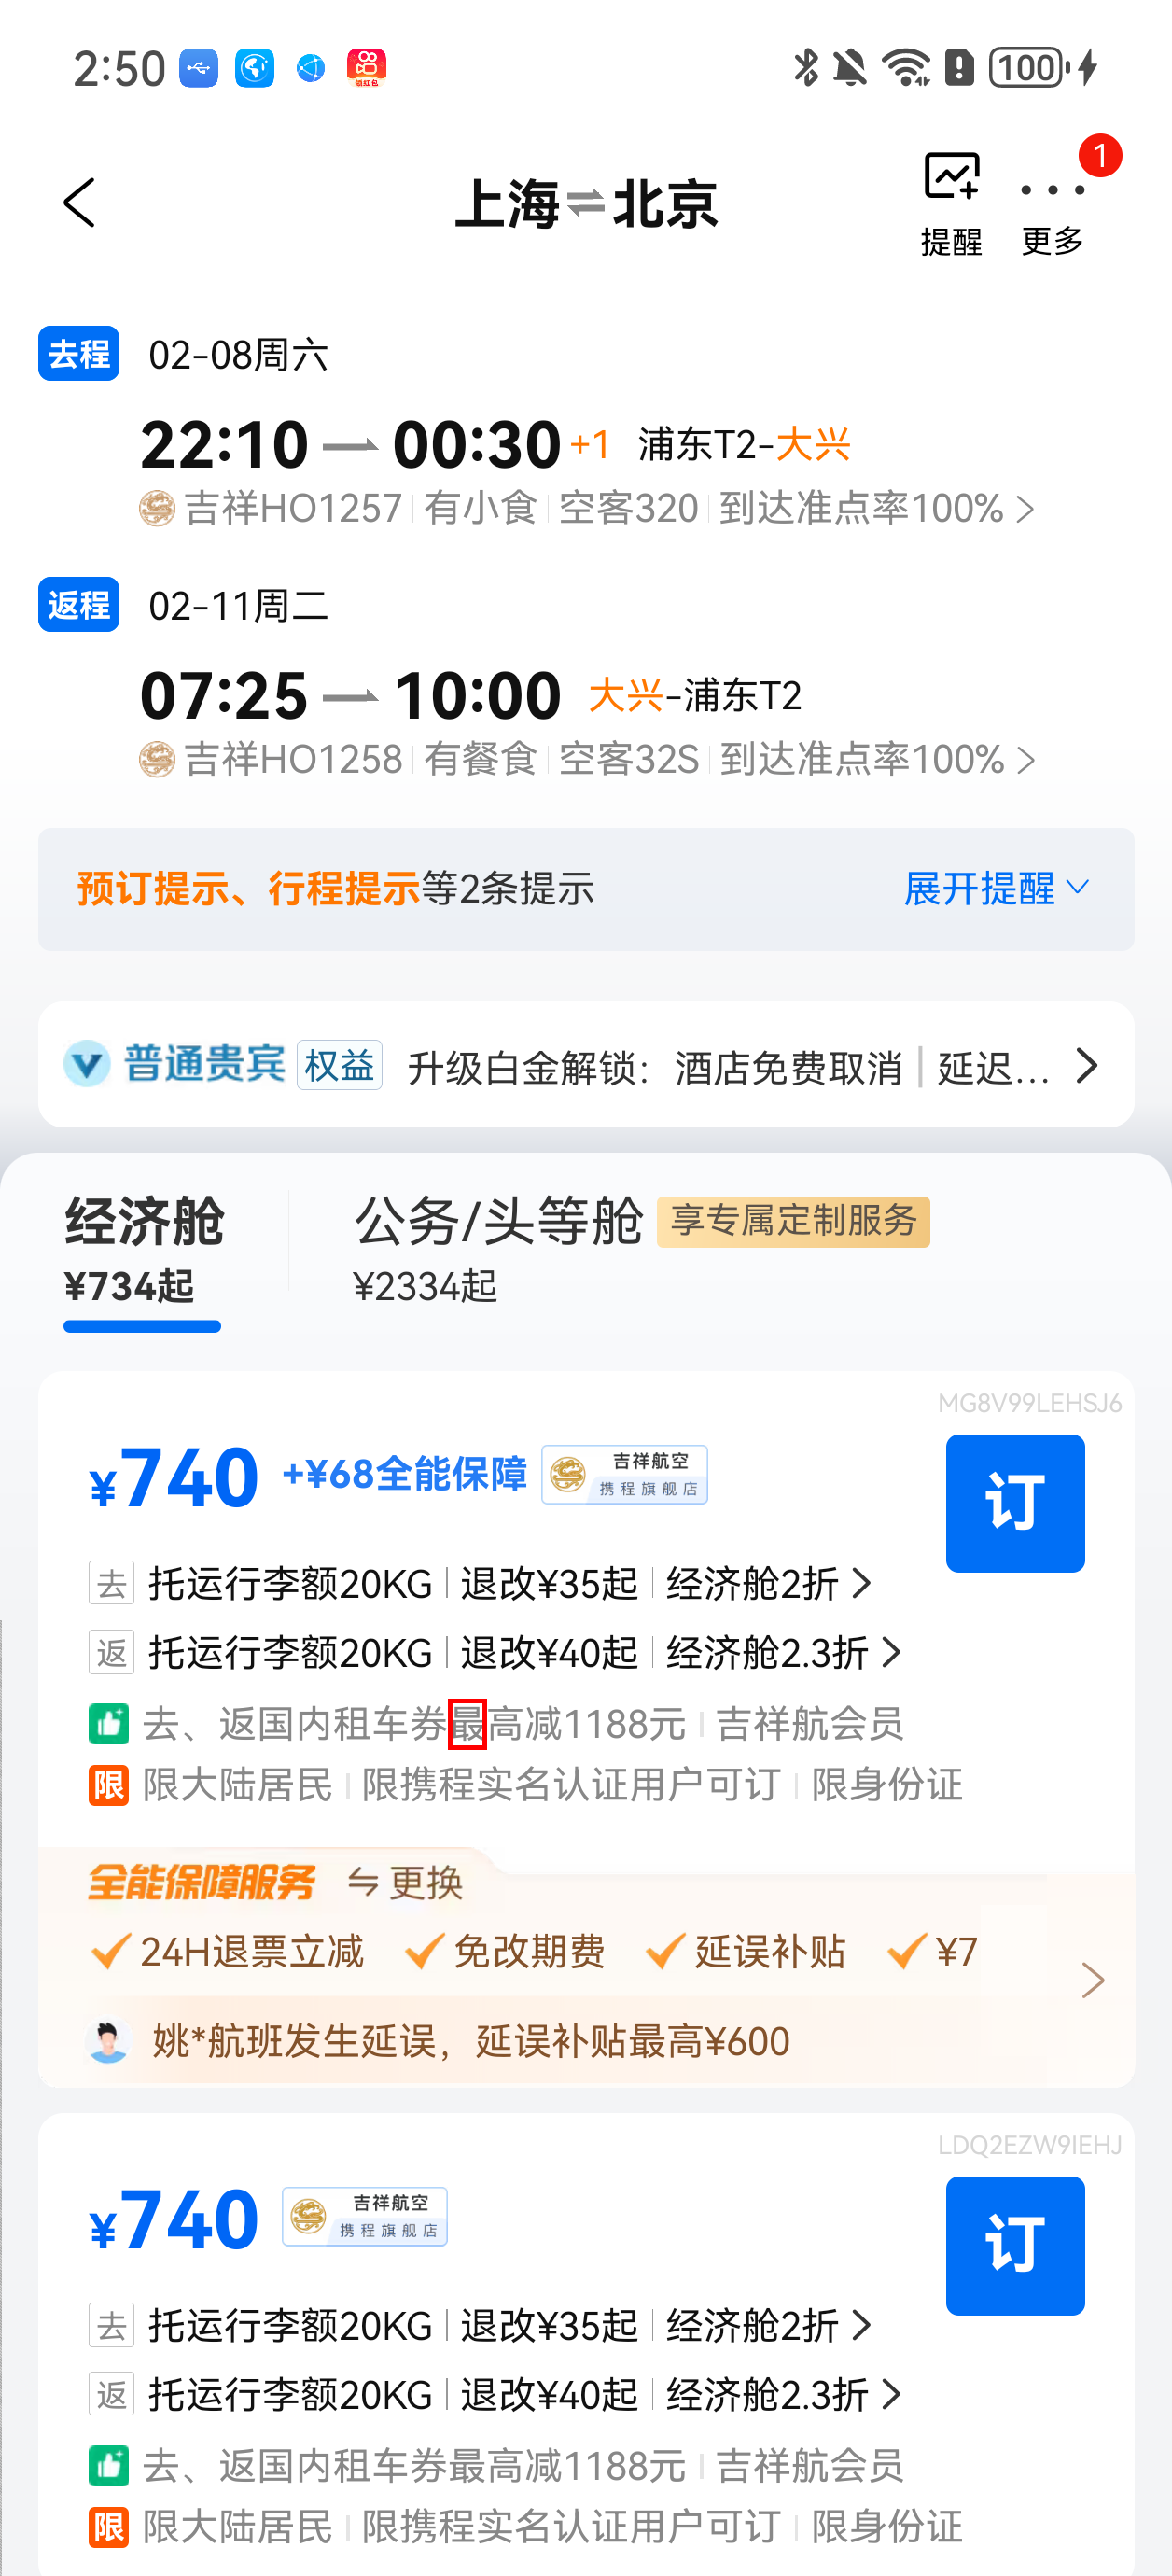 2:50
领红包
100
上海⇌北京
提醒
更多
1
去程 02-08周六
22:10 00:30 +1 浦东T2-大兴
吉祥HO1257 有小食 空客320 到达准点率100%
返程 02-11周二
07:25 10:00 大兴-浦东T2
吉祥HO1258 有餐食 空客32S 到达准点率100%
预订提示、行程提示等2条提示 展开提醒
普通贵宾 权益 升级白金解锁：酒店免费取消 | 延迟...
经济舱 公务/头等舱 享专属定制服务
¥734起 ¥2334起
MG8V99LEHSJ6
¥740 +¥68全能保障 吉祥航空 携程旗舰店
订
去 托运行李额20KG 退改¥35起 经济舱2折
返 托运行李额20KG 退改¥40起 经济舱2.3折
去、返国内租车券最高减1188元 吉祥航会员
限 限大陆居民 限携程实名认证用户可订 限身份证
全能保障服务 更换
24H退票立减 免改期费 延误补贴 ¥7
姚*航班发生延误，延误补贴最高¥600
LDQ2EZW9IEHJ
¥740 吉祥航空 携程旗舰店
订
去 托运行李额20KG 退改¥35起 经济舱2折
返 托运行李额20KG 退改¥40起 经济舱2.3折
去、返国内租车券最高减1188元 吉祥航会员
限 限大陆居民 限携程实名认证用户可订 限身份证